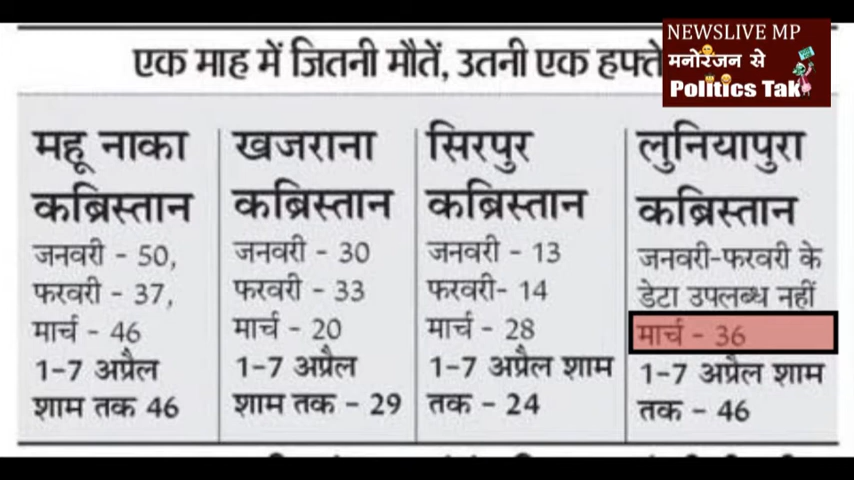 NEWSLIVE MP
मनोरंजन से
Politics Tak
एक माह में जितनी मौतें, उतनी एक हफ्ते
महू नाका
कब्रिस्तान
जनवरी - 50,
फरवरी - 37,
मार्च - 46
1-7 अप्रैल
शाम तक 46
खजराना
कब्रिस्तान
जनवरी - 30
फरवरी - 33
मार्च - 20
1-7 अप्रैल
शाम तक - 29
सिरपुर
कब्रिस्तान
जनवरी - 13
फरवरी- 14
मार्च - 28
1-7 अप्रैल शाम
तक - 24
लुनियापुरा
कब्रिस्तान
जनवरी-फरवरी के
डेटा उपलब्ध नहीं
मार्च - 36
1-7 अप्रैल शाम
तक - 46